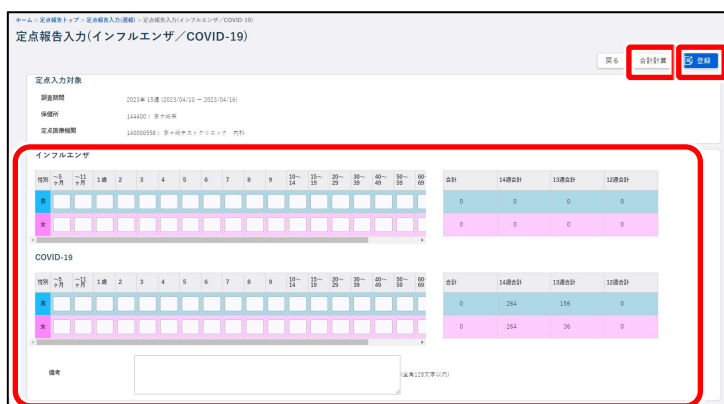 ホーム > 定点報告トップ > 定点報告入力(週報) > 定点報告入力(インフルエンザ/COVID-19)
定点報告入力(インフルエンザ/COVID-19)
戻る 合計計算 登録
定点入力対象
調査期間 2023年 15週 (2023/04/10 ー 2023/04/16)
保健所 144400: 茅ヶ崎市
定点医療機関 140000558: 茅ヶ崎テストクリニック 内科
インフルエンザ
性別 ~5ヶ月 ~11ヶ月 1歳 2 3 4 5 6 7 8 9 10~14 15~19 20~29 30~39 40~49 50~59 60-69 合計 14週合計 13週合計 12週合計
男 0 0 0 0
女 0 0 0 0
COVID-19
性別 ~5ヶ月 ~11ヶ月 1歳 2 3 4 5 6 7 8 9 10~14 15~19 20~29 30~39 40~49 50~59 60-69 合計 14週合計 13週合計 12週合計
男 0 264 156 0
女 0 264 36 0
備考 (全角128文字以内)